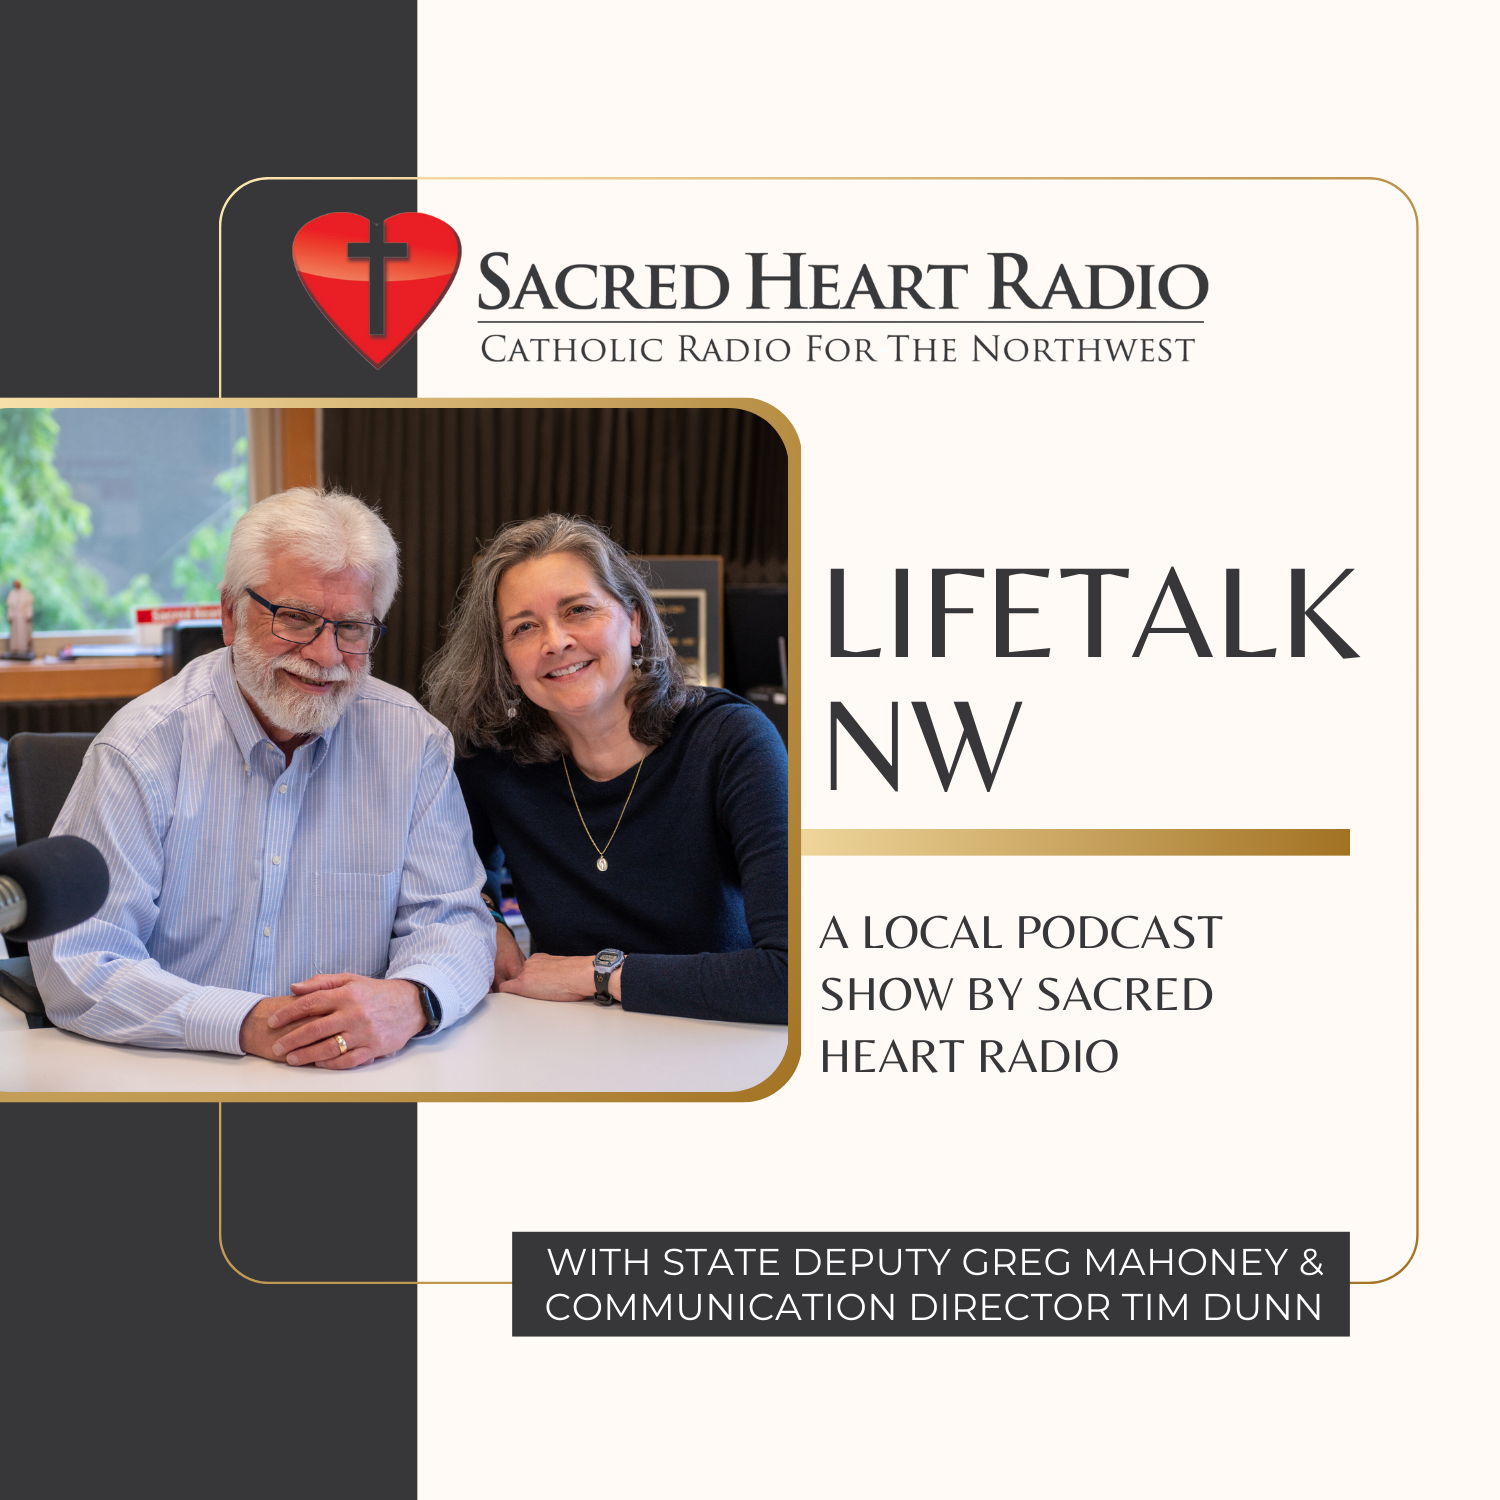 SACRED HEART RADIO
CATHOLIC RADIO FOR THE NORTHWEST
LIFETALK
NW
A LOCAL PODCAST
SHOW BY SACRED
HEART RADIO
WITH STATE DEPUTY GREG MAHONEY &
COMMUNICATION DIRECTOR TIM DUNN